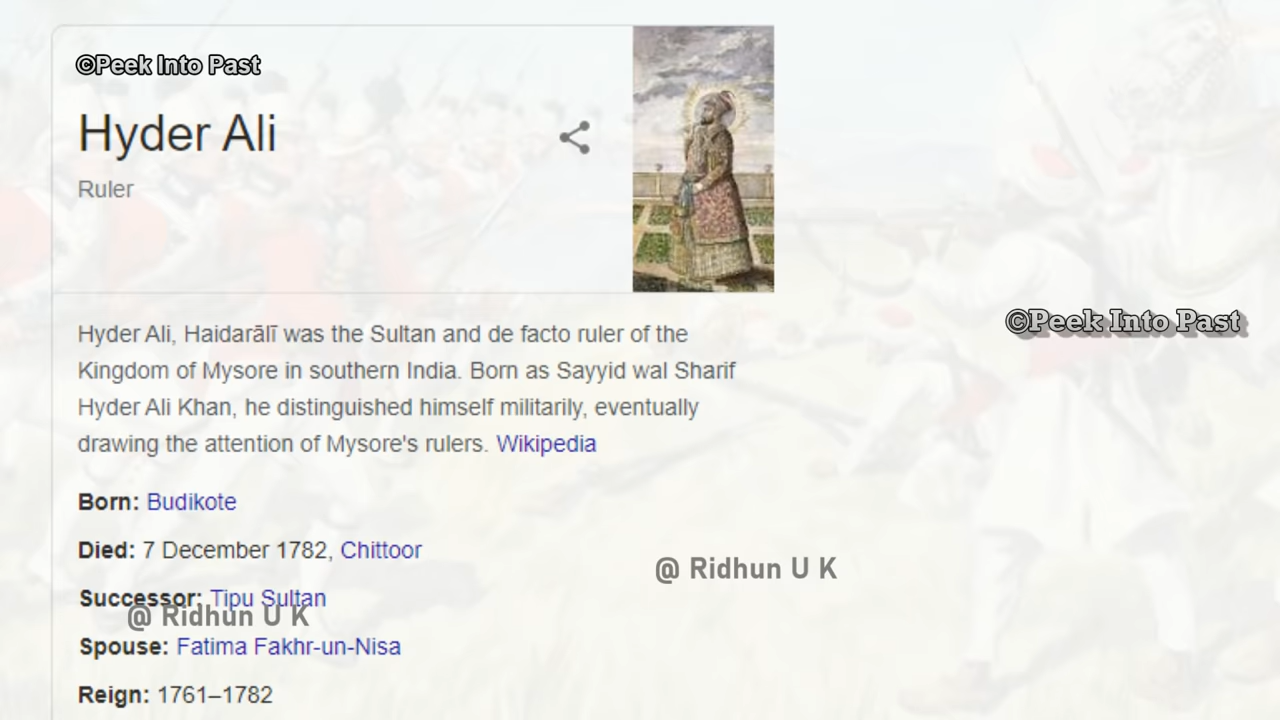 ©Peek Into Past
Hyder Ali
Ruler
©Peek Into Past
Hyder Ali, Haidarālī was the Sultan and de facto ruler of the
Kingdom of Mysore in southern India. Born as Sayyid wal Sharif
Hyder Ali Khan, he distinguished himself militarily, eventually
drawing the attention of Mysore's rulers. Wikipedia
Born: Budikote
Died: 7 December 1782, Chittoor
@ Ridhun U K
Successor: Tipu Sultan
@ Ridhun U K
Spouse: Fatima Fakhr-un-Nisa
Reign: 1761–1782